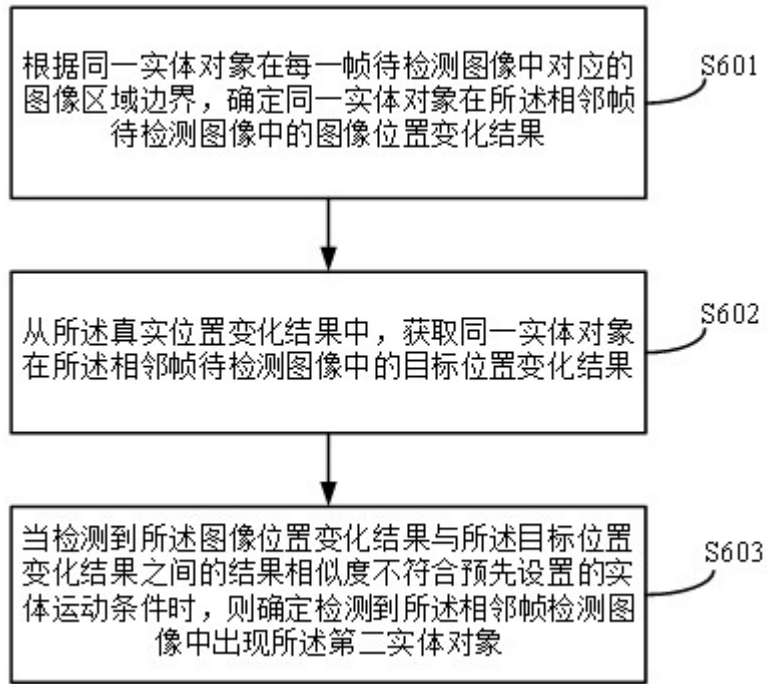 根据同一实体对象在每一帧待检测图像中对应的
图像区域边界，确定同一实体对象在所述相邻帧
待检测图像中的图像位置变化结果
S601
从所述真实位置变化结果中，获取同一实体对象
在所述相邻帧待检测图像中的目标位置变化结果
S602
当检测到所述图像位置变化结果与所述目标位置
变化结果之间的结果相似度不符合预先设置的实
体运动条件时，则确定检测到所述相邻帧检测图
像中出现所述第二实体对象
S603